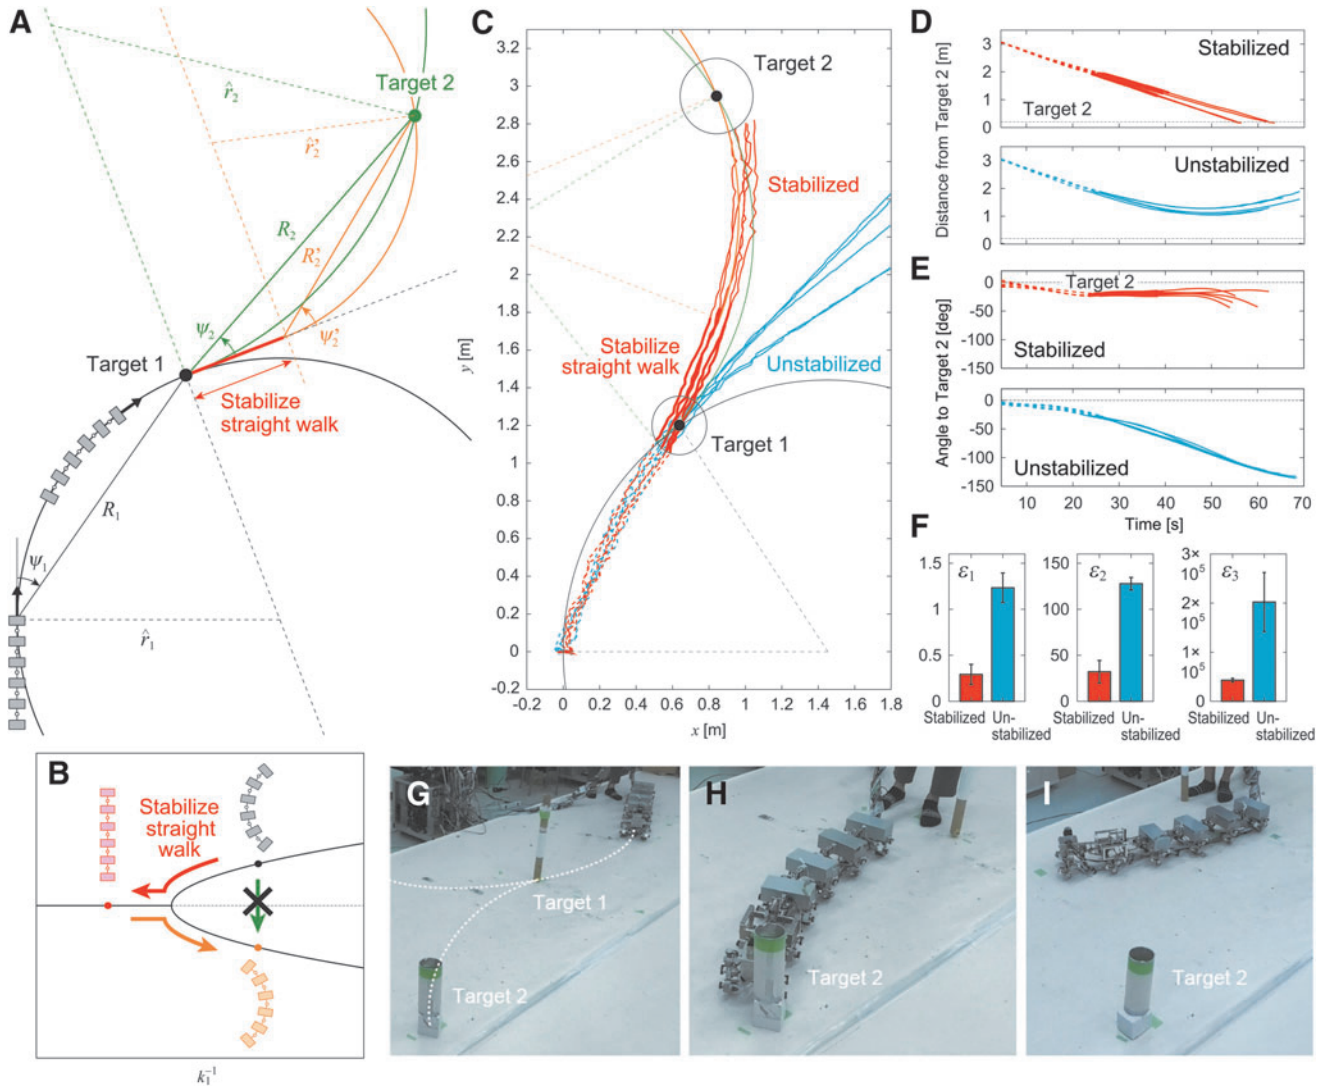 A
Target 2
r̂₂
r̂₂′
R₂
R₂′
ψ₂
ψ₂′
Target 1
Stabilize
straight walk
R₁
ψ₁
r̂₁
B
Stabilize
straight
walk
k₁⁻¹
C
3.2
3
2.8
2.6
2.4
2.2
2
1.8
1.6
1.4
1.2
1
0.8
0.6
0.4
0.2
0
-0.2
y [m]
Target 2
Stabilized
Stabilize
straight walk
Unstabilized
Target 1
-0.2 0 0.2 0.4 0.6 0.8 1 1.2 1.4 1.6 1.8
x [m]
D
Distance from Target 2 [m]
3
2
1
0
Stabilized
Target 2
3
2
1
0
Unstabilized
E
Angle to Target 2 [deg]
0
-50
-100
-150
Target 2
Stabilized
0
-50
-100
-150
Unstabilized
10 20 30 40 50 60 70
Time [s]
F
1.5
1
0.5
0
ε₁
Stabilized Un-
stabilized
150
100
50
0
ε₂
Stabilized Un-
stabilized
3×
10⁵
2×
10⁵
10⁵
0
ε₃
Stabilized Un-
stabilized
G
Target 1
Target 2
H
Target 2
I
Target 2